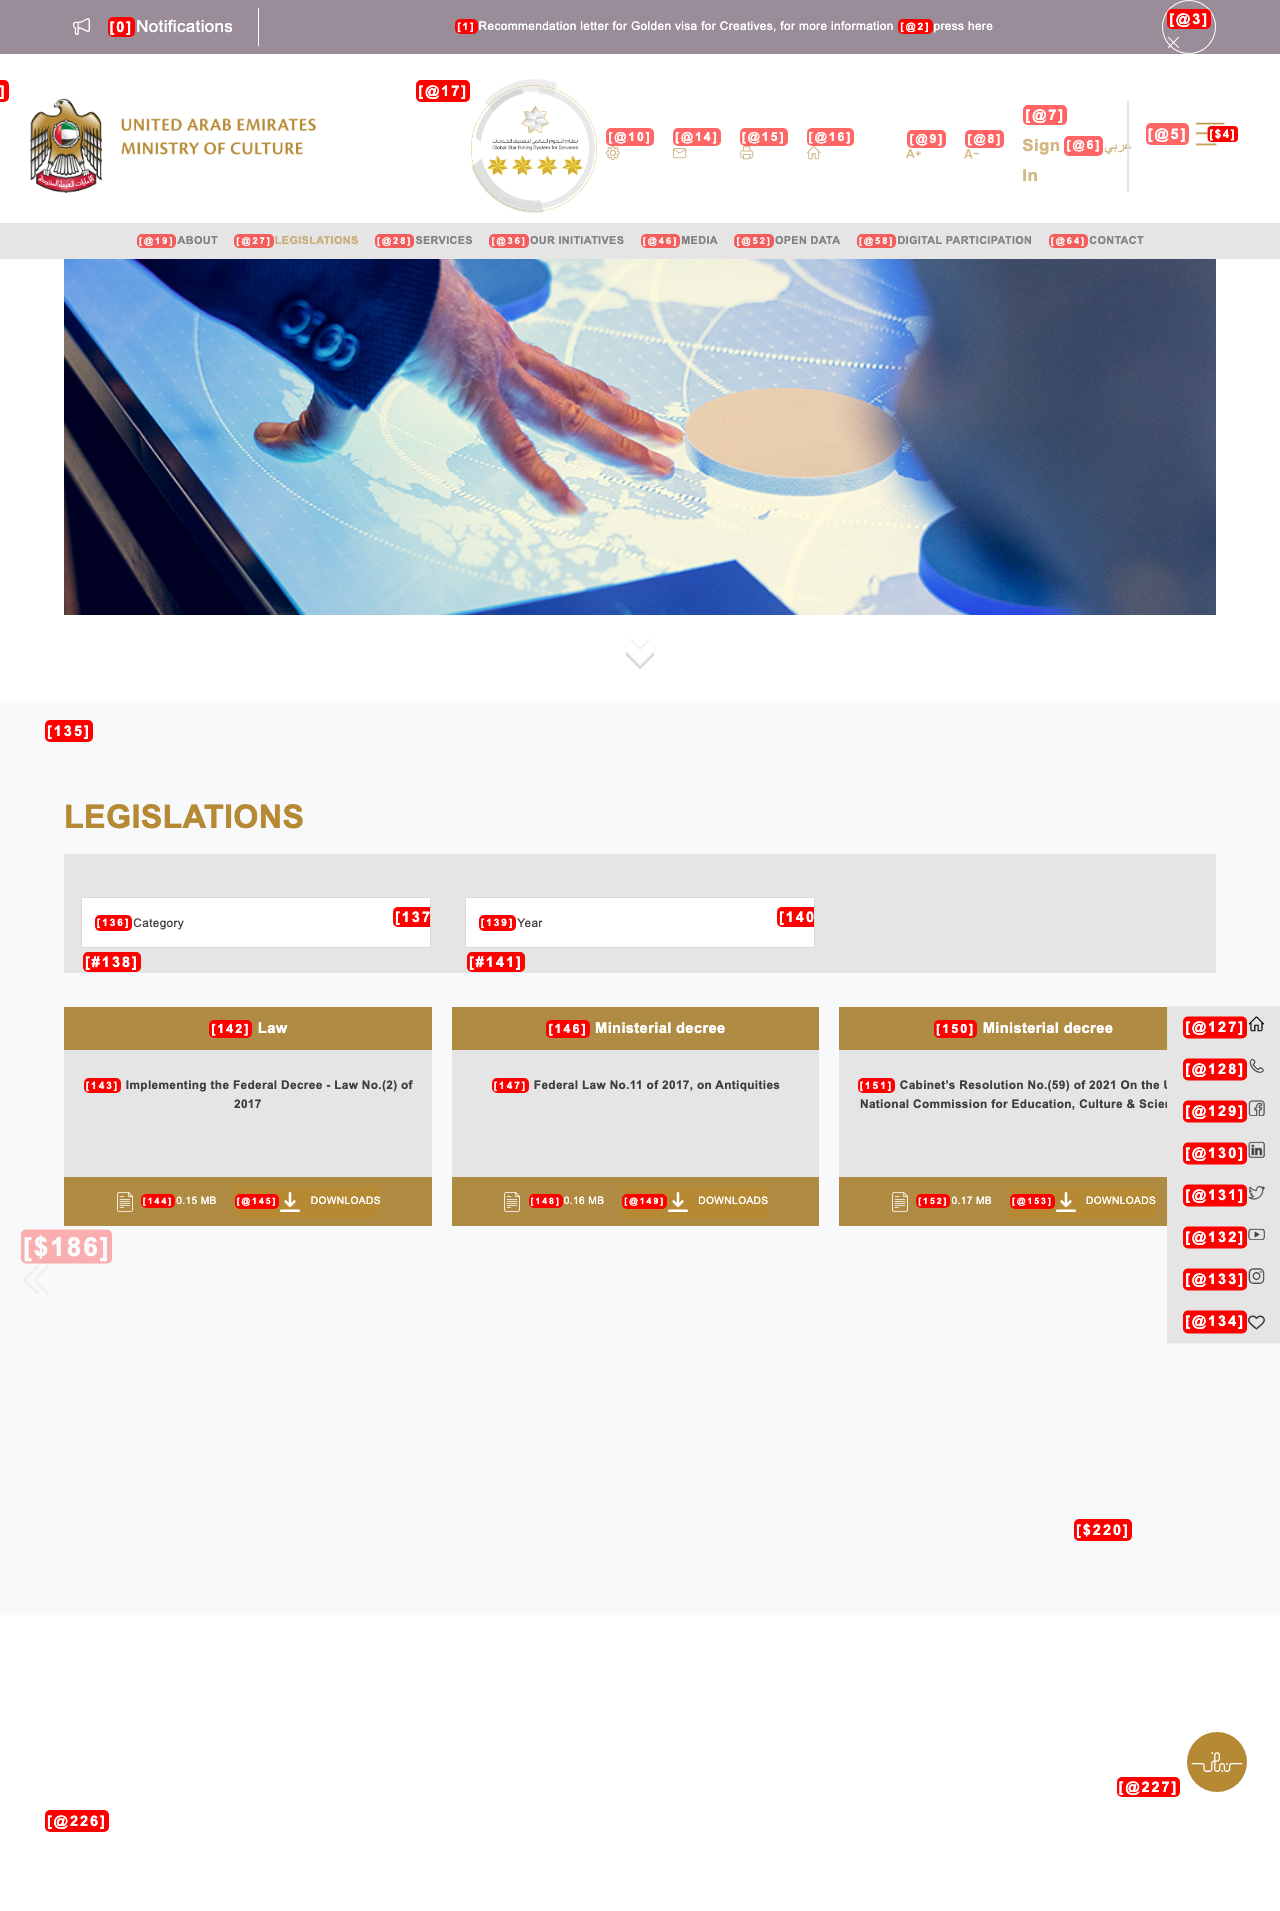 [0] Notifications
[1] Recommendation letter for Golden visa for Creatives, for more information [@2] press here
[@3]
[@17]
UNITED ARAB EMIRATES
MINISTRY OF CULTURE
Global Star Rating System for Services
[@10]
[@14]
[@15]
[@16]
[@9]
A+
[@8]
A-
[@7]
Sign In
[@6] عربي
[@5]
[$4]
[@19] ABOUT [@27] LEGISLATIONS [@28] SERVICES [@36] OUR INITIATIVES [@46] MEDIA [@52] OPEN DATA [@58] DIGITAL PARTICIPATION [@64] CONTACT
[135]
LEGISLATIONS
[136] Category [137
[139] Year [140
[#138]
[#141]
[142] Law
[143] Implementing the Federal Decree - Law No.(2) of
2017
[144] 0.15 MB [@145] DOWNLOADS
[146] Ministerial decree
[147] Federal Law No.11 of 2017, on Antiquities
[148] 0.16 MB [@149] DOWNLOADS
[150] Ministerial decree
[151] Cabinet's Resolution No.(59) of 2021 On the
National Commission for Education, Culture &
[152] 0.17 MB [@153] DOWNLOADS
[@127]
[@128]
[@129]
[@130]
[@131]
[@132]
[@133]
[@134]
[$186]
[$220]
[@227]
[@226]